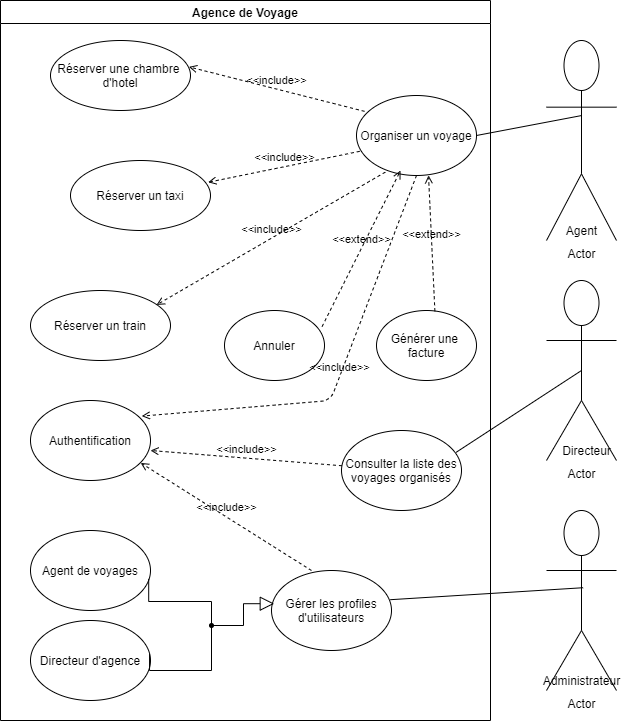 Agence de Voyage
Réserver une chambre
d'hotel
<<include>>
Organiser un voyage
<<include>>
Réserver un taxi
<<include>>
Agent
Actor
<<extend>>
<<extend>>
Réserver un train
Annuler
Générer une
facture
<<include>>
Authentification
<<include>>
Consulter la liste des
voyages organisés
Directeur
Actor
<<include>>
Agent de voyages
Gérer les profiles
d'utilisateurs
Directeur d'agence
Administrateur
Actor